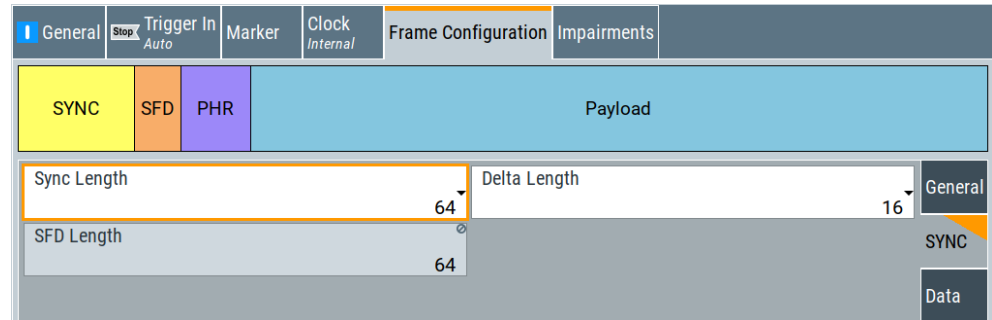 General
Stop
Trigger In
Auto
Marker
Clock
Internal
Frame Configuration
Impairments
SYNC
SFD
PHR
Payload
Sync Length
64
Delta Length
16
General
SFD Length
64
SYNC
Data